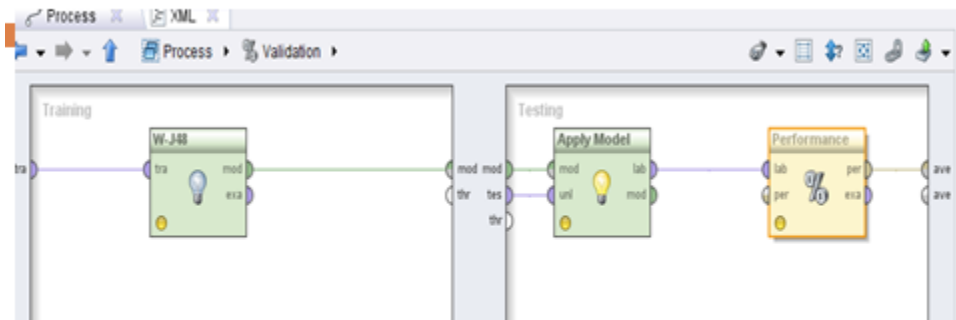 Process XML
Process Validation
Training Testing
W-J48 Apply Model Performance
tra tra mod mod mod mod lab lab per ave
exa thr tes unl mod per exa ave
thr